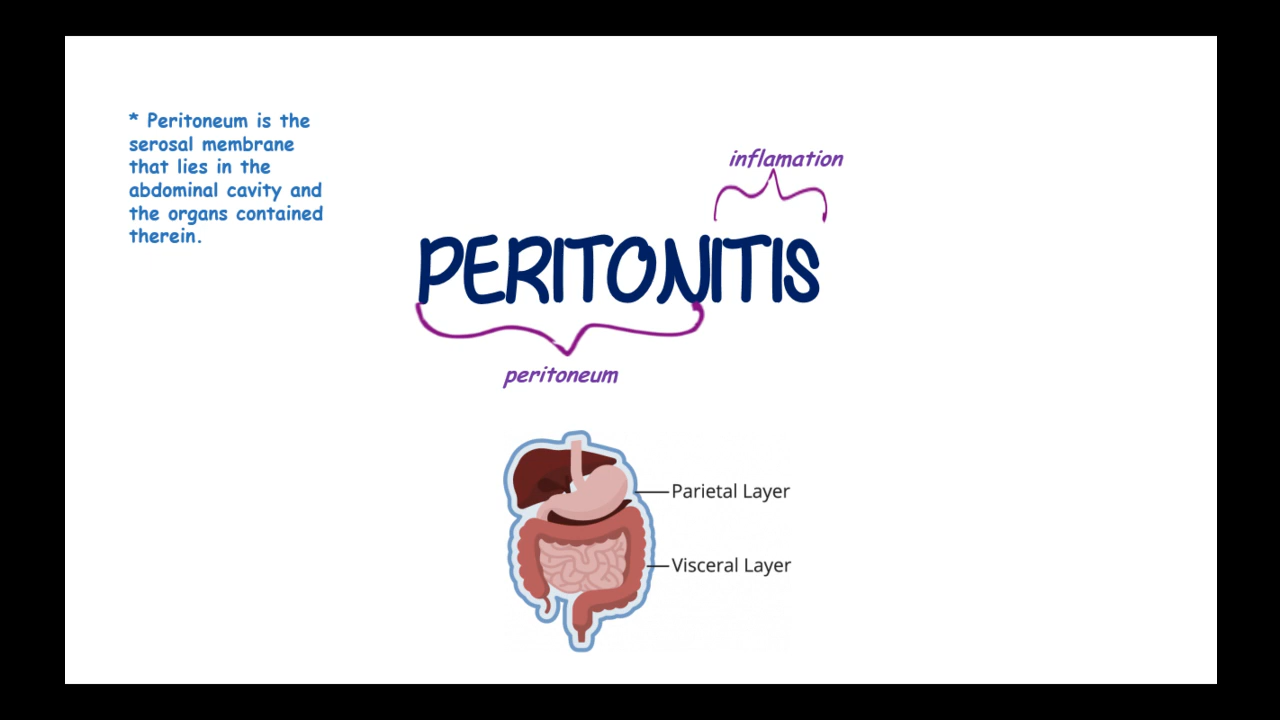 * Peritoneum is the
serosal membrane
that lies in the
abdominal cavity and
the organs contained
therein.
inflamation
PERITONITIS
peritoneum
Parietal Layer
Visceral Layer